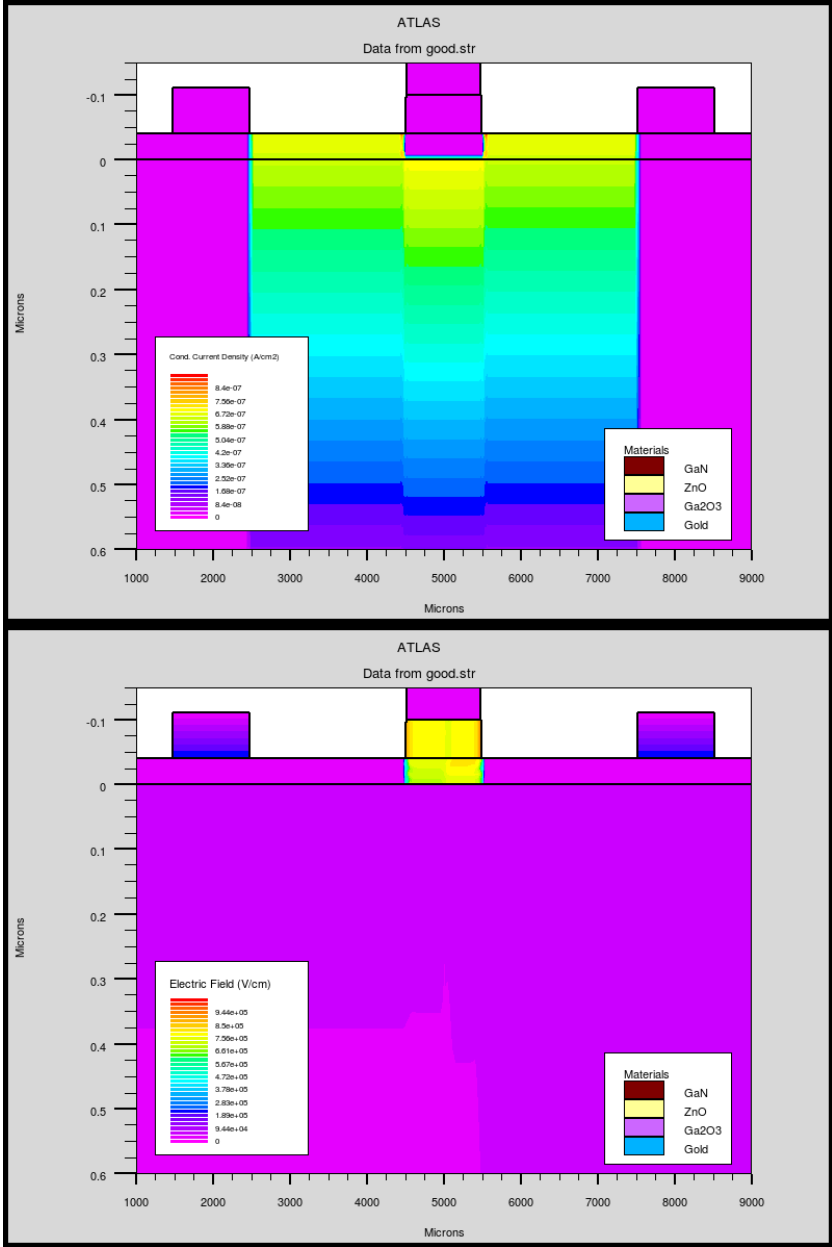 ATLAS
Data from good.str
-0.1
0
0.1
0.2
0.3
0.4
0.5
0.6
Microns
Cond. Current Density (A/cm2)
8.4e-07
7.56e-07
6.72e-07
5.88e-07
5.04e-07
4.2e-07
3.36e-07
2.52e-07
1.68e-07
8.4e-08
0
Materials
GaN
ZnO
Ga2O3
Gold
1000 2000 3000 4000 5000 6000 7000 8000 9000
Microns
ATLAS
Data from good.str
-0.1
0
0.1
0.2
0.3
0.4
0.5
0.6
Microns
Electric Field (V/cm)
9.44e+05
8.5e+05
7.56e+05
6.61e+05
5.67e+05
4.72e+05
3.78e+05
2.83e+05
1.89e+05
9.44e+04
0
Materials
GaN
ZnO
Ga2O3
Gold
1000 2000 3000 4000 5000 6000 7000 8000 9000
Microns